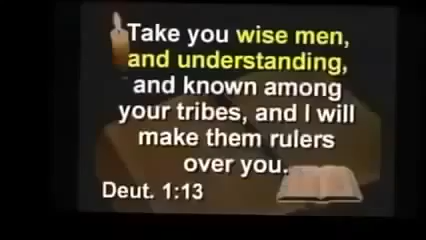 Take you wise men,
and understanding,
and known among
your tribes, and I will
make them rulers
over you.
Deut. 1:13